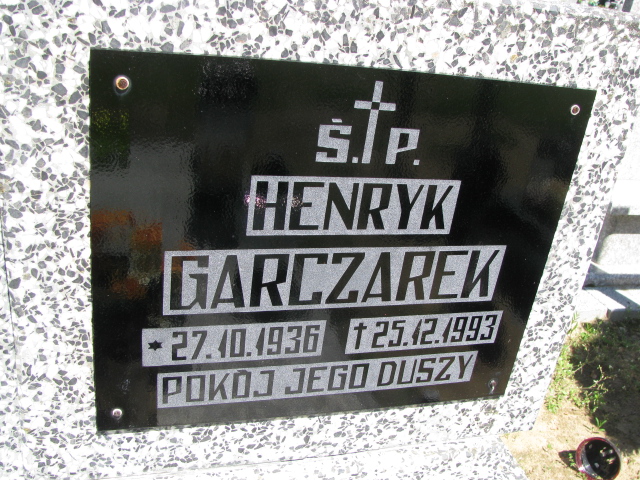 Ś.†P.
HENRYK
GARCZAREK
* 27.10.1936 † 25.12.1993
POKÓJ JEGO DUSZY